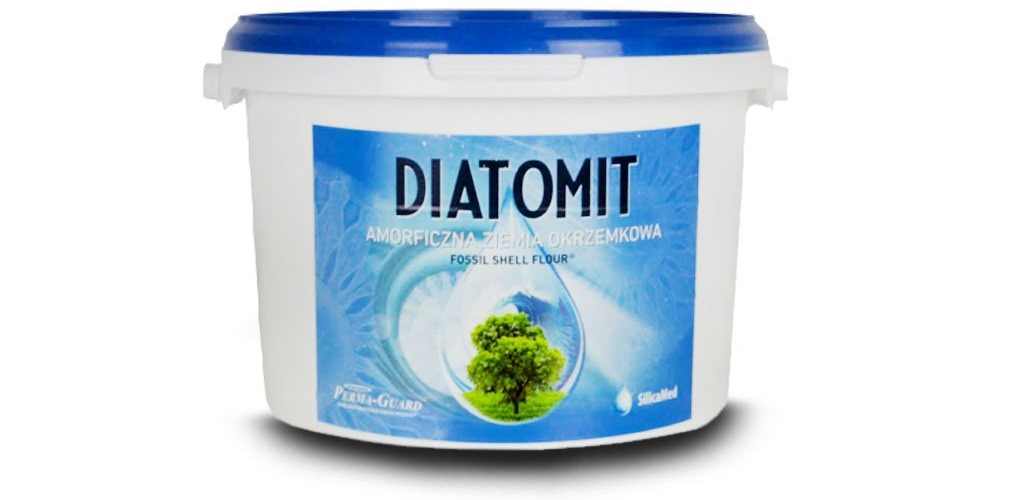 DIATOMIT
AMORFICZNA ZIEMIA OKRZEMKOWA
FOSSIL SHELL FLOUR®
PERMA-GUARD
SilicaMed